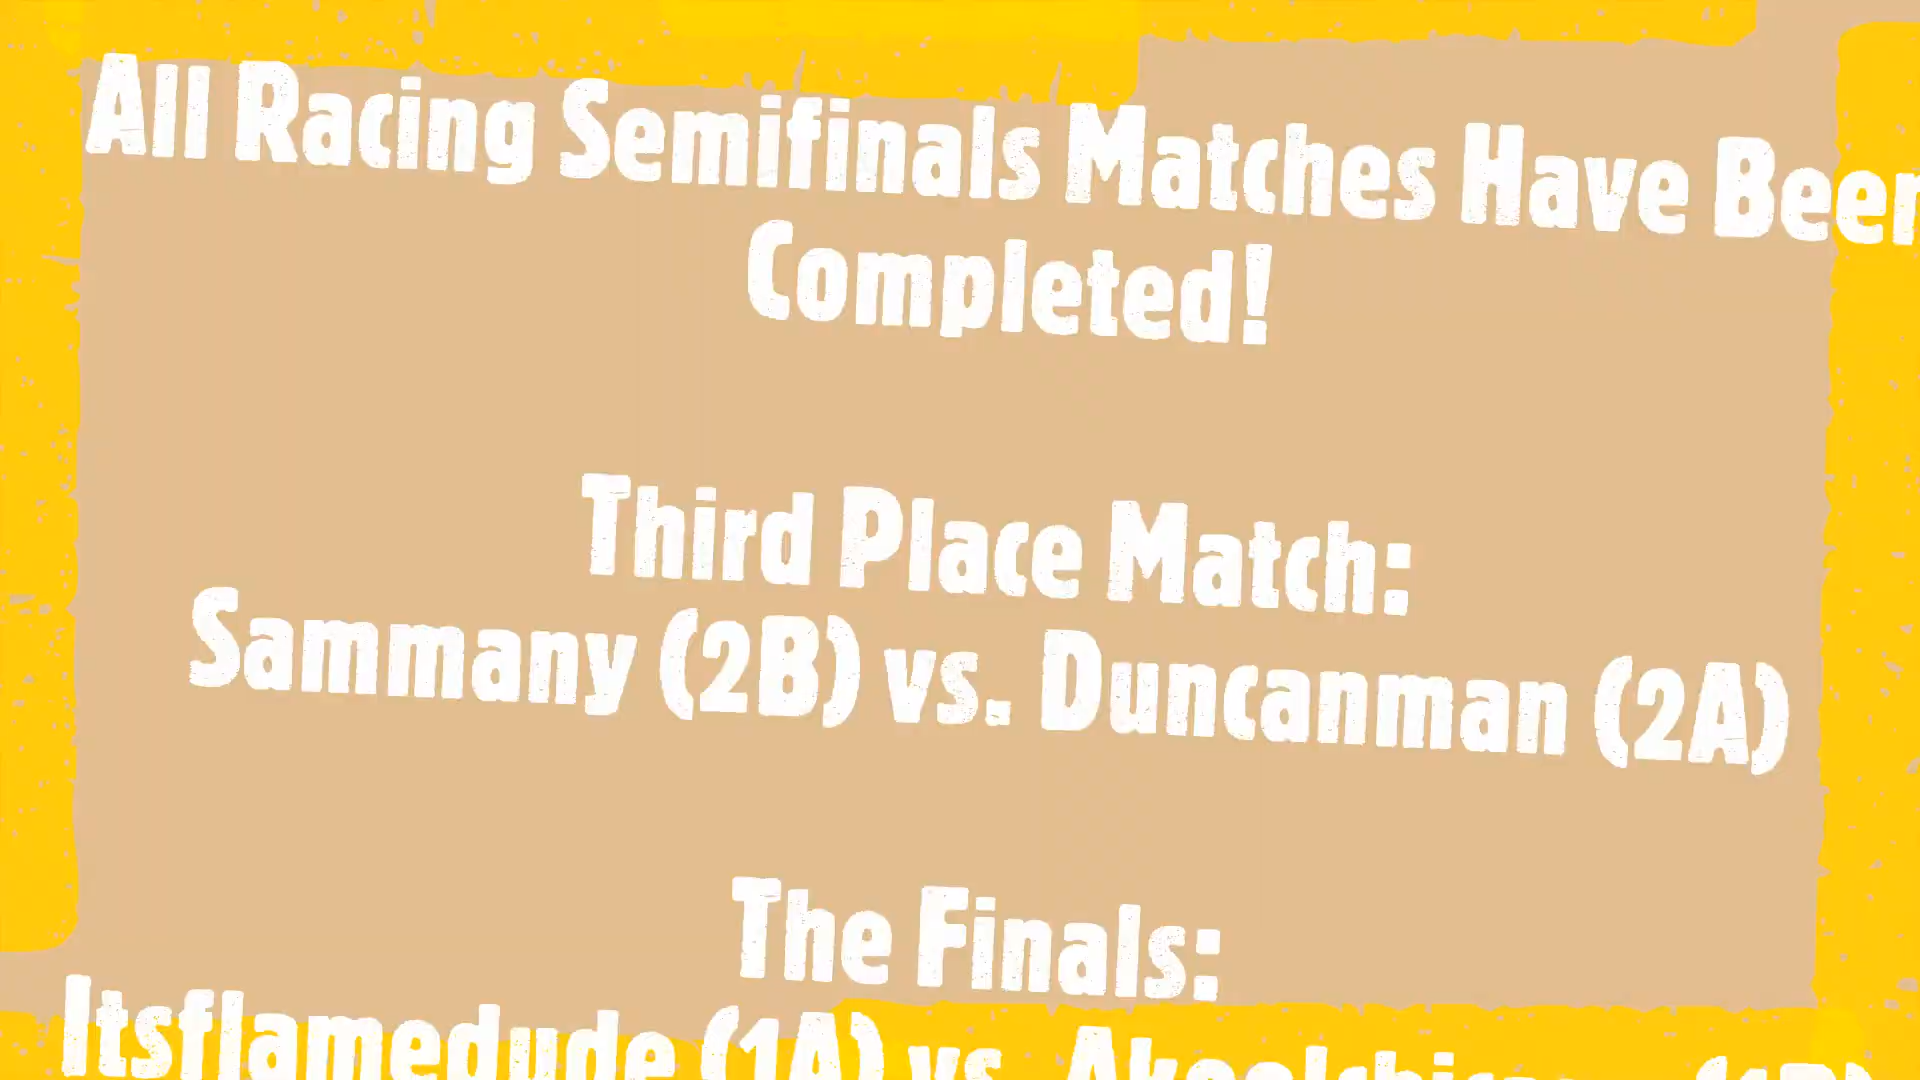 All Racing Semifinals Matches Have Been
Completed!
Third Place Match:
Sammany (2B) vs. Duncanman (2A)
The Finals:
Itsflamedude (1A) vs.